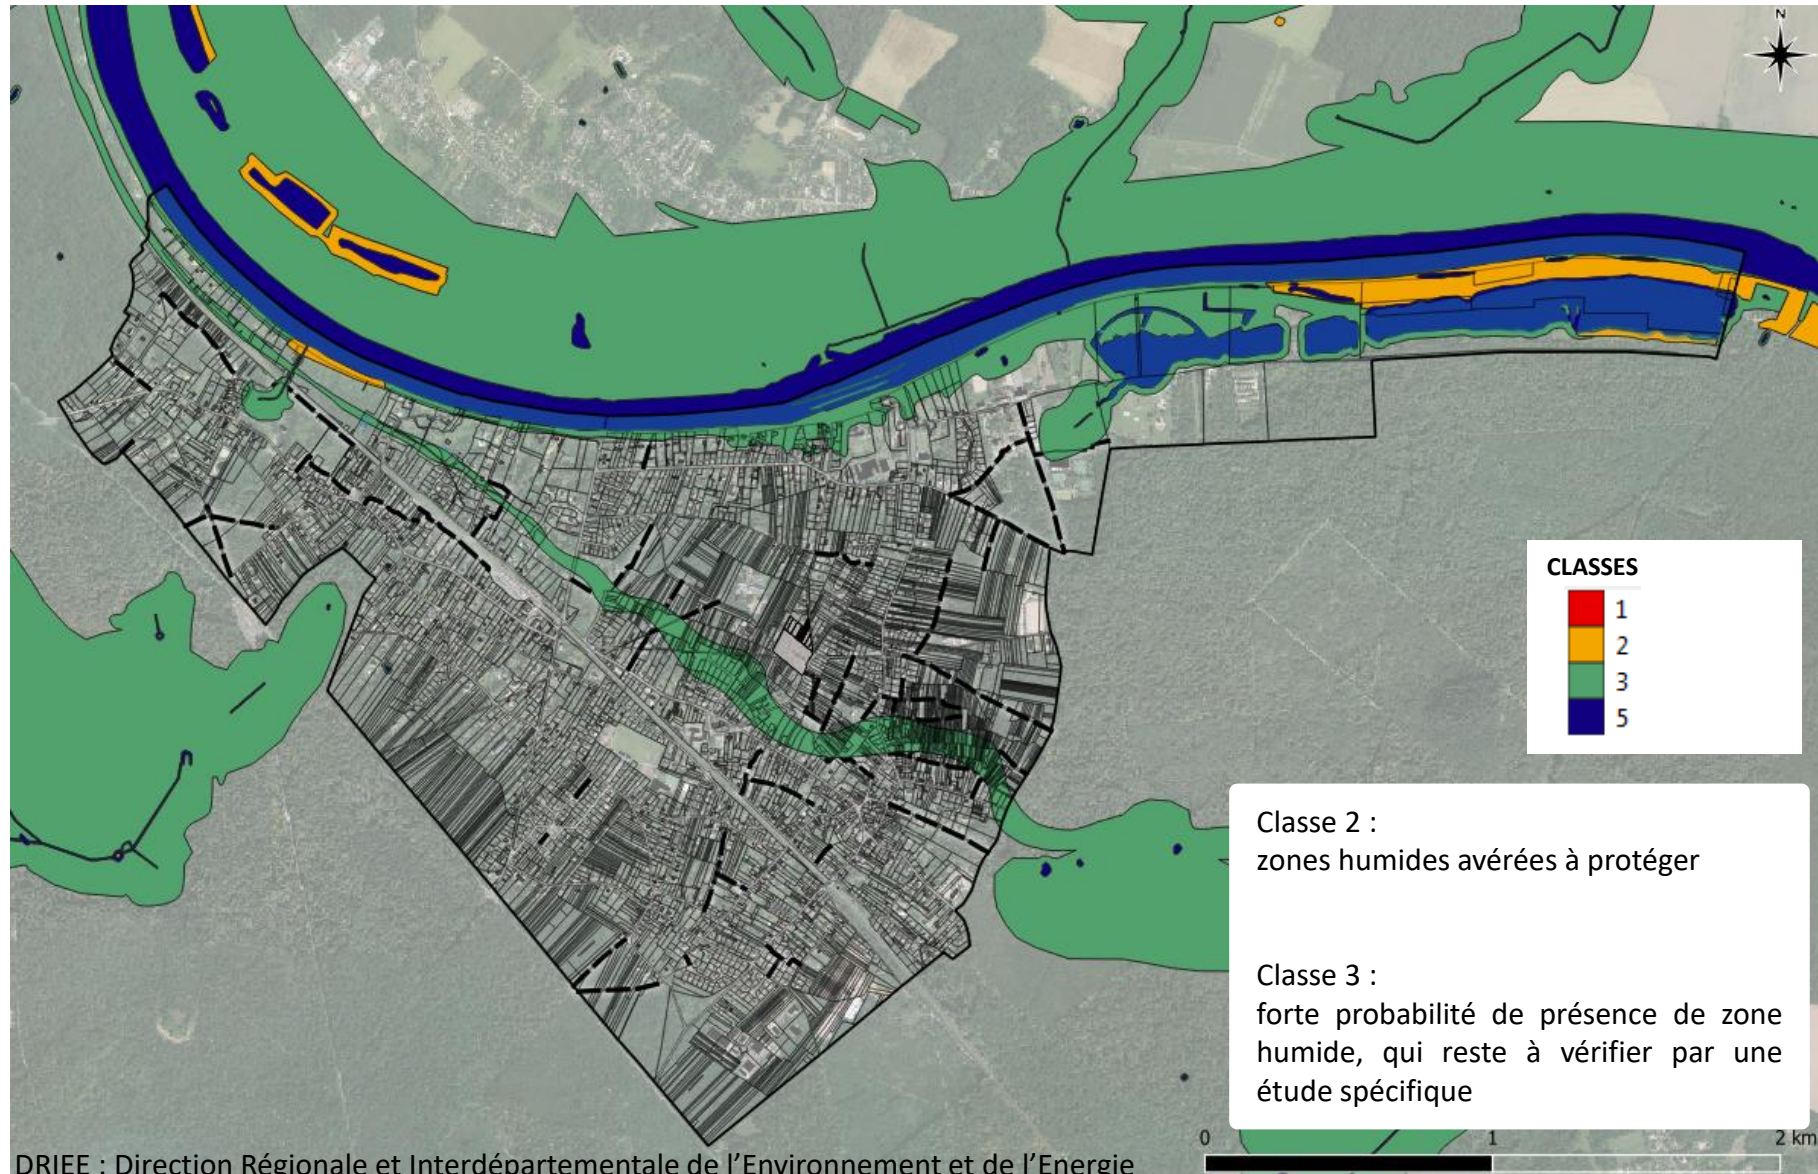 N
CLASSES
1
2
3
5
Classe 2 :
zones humides avérées à protéger
Classe 3 :
forte probabilité de présence de zone
humide, qui reste à vérifier par une
étude spécifique
0 1 2 km
DRIEE : Direction Régionale et Interdépartementale de l’Environnement et de l’Energie